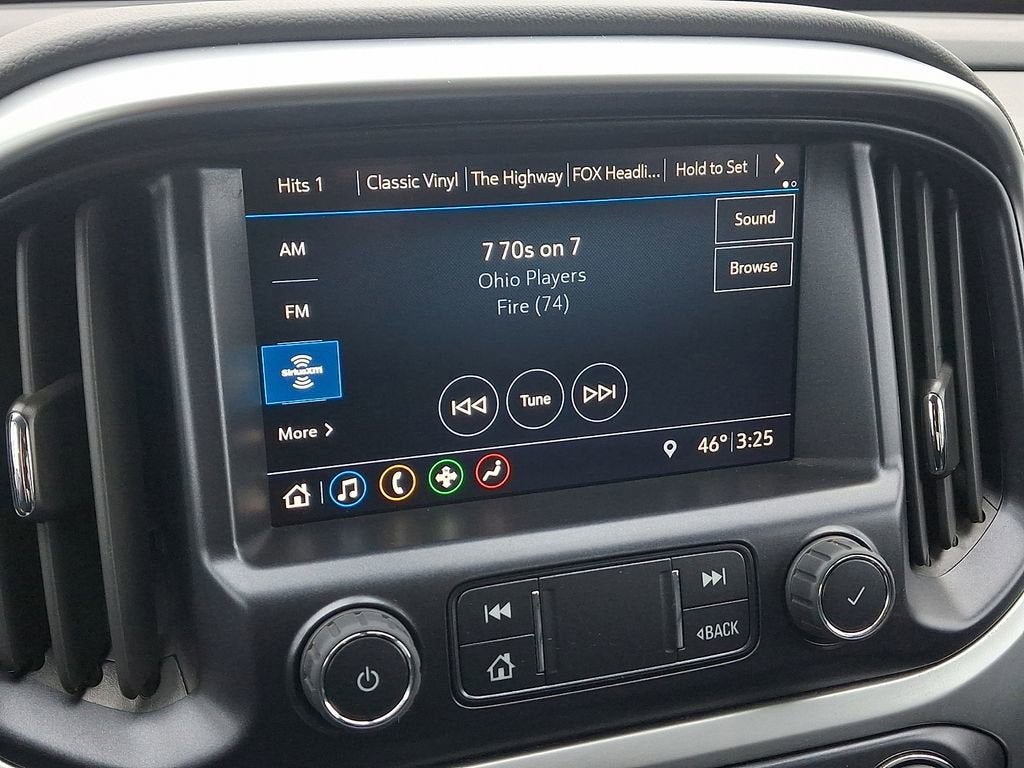 Hits 1 Classic Vinyl The Highway FOX Headli... Hold to Set
Sound
AM
7 70s on 7
Ohio Players
Browse
Fire (74)
FM
SiriusXM
Tune
More
46° 3:25
BACK